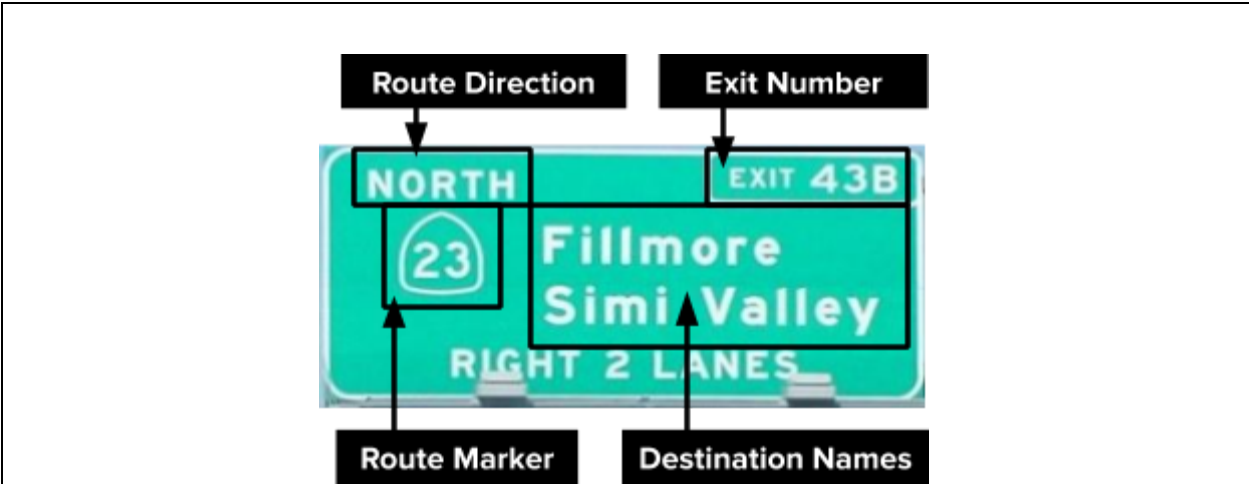 Route Direction
Exit Number
NORTH
EXIT 43B
23
Fillmore
Simi Valley
RIGHT 2 LANES
Route Marker
Destination Names